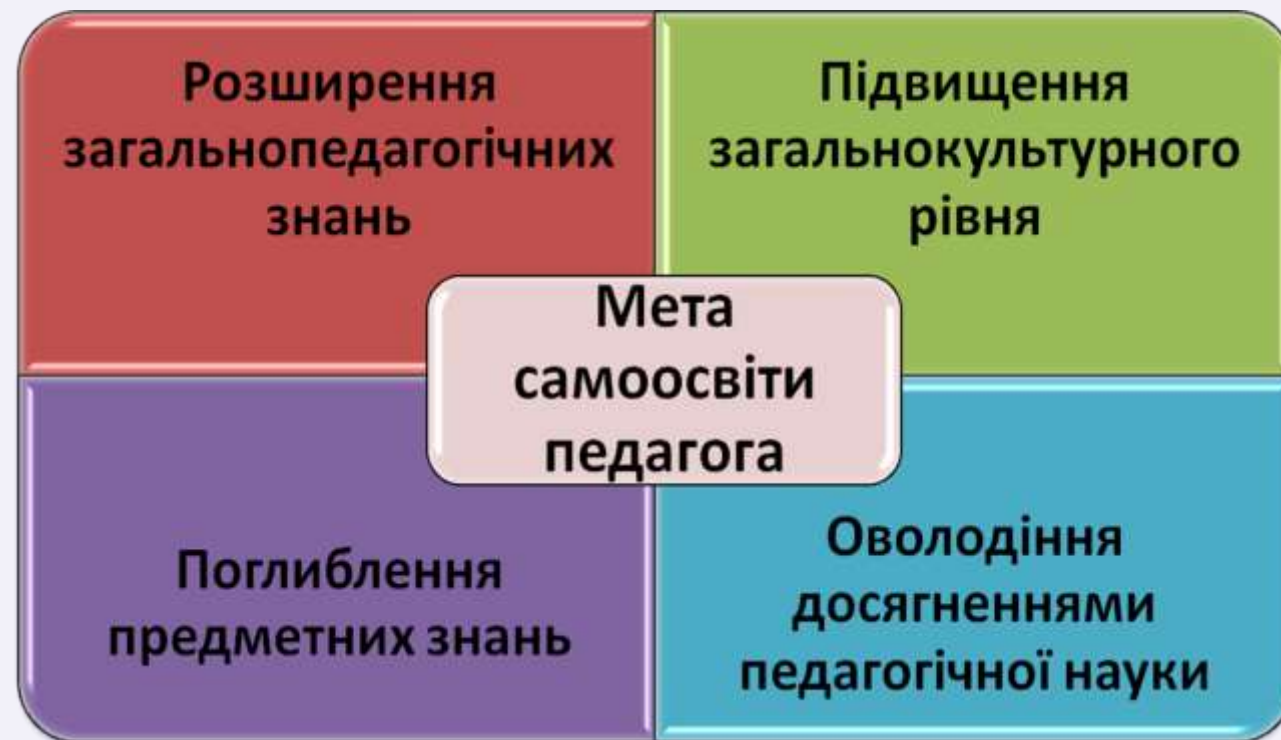 Розширення
загальнопедагогічних
знань
Підвищення
загальнокультурного
рівня
Мета
самоосвіти
педагога
Поглиблення
предметних знань
Оволодіння
досягненнями
педагогічної науки